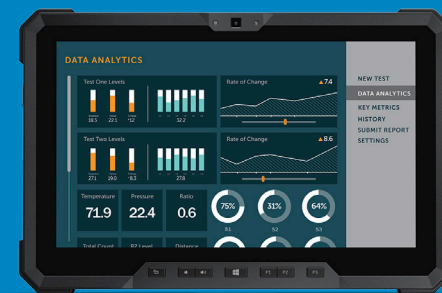 DATA ANALYTICS
Test One Levels
18.5 22.1 -12
32.2
Rate of Change
▲7.4
Test Two Levels
27.1 19.0 -8.3
27.8
Rate of Change
▲8.6
Temperature
71.9
Pressure
22.4
Ratio
0.6
75%
S1
31%
S2
64%
S3
Total Count
R2 Level
Distance
NEW TEST
DATA ANALYTICS
KEY METRICS
HISTORY
SUBMIT REPORT
SETTINGS
P1 P2
P3